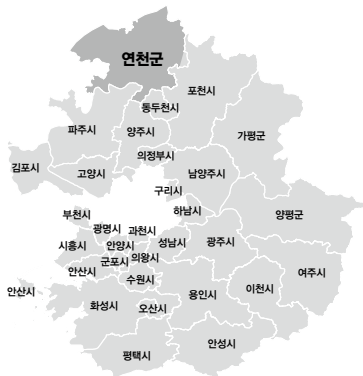 연천군
포천시
동두천시
파주시
양주시
가평군
의정부시
김포시
고양시
남양주시
구리시
하남시
부천시
양평군
광명시
과천시
시흥시
안양시
성남시
광주시
군포시
의왕시
안산시
여주시
수원시
안산시
용인시
이천시
화성시
오산시
안성시
평택시